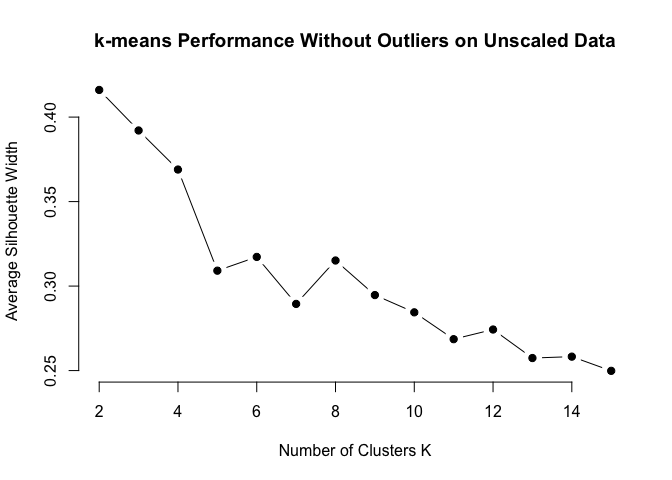 k-means Performance Without Outliers on Unscaled Data
Average Silhouette Width
0.40
0.35
0.30
0.25
2 4 6 8 10 12 14
Number of Clusters K